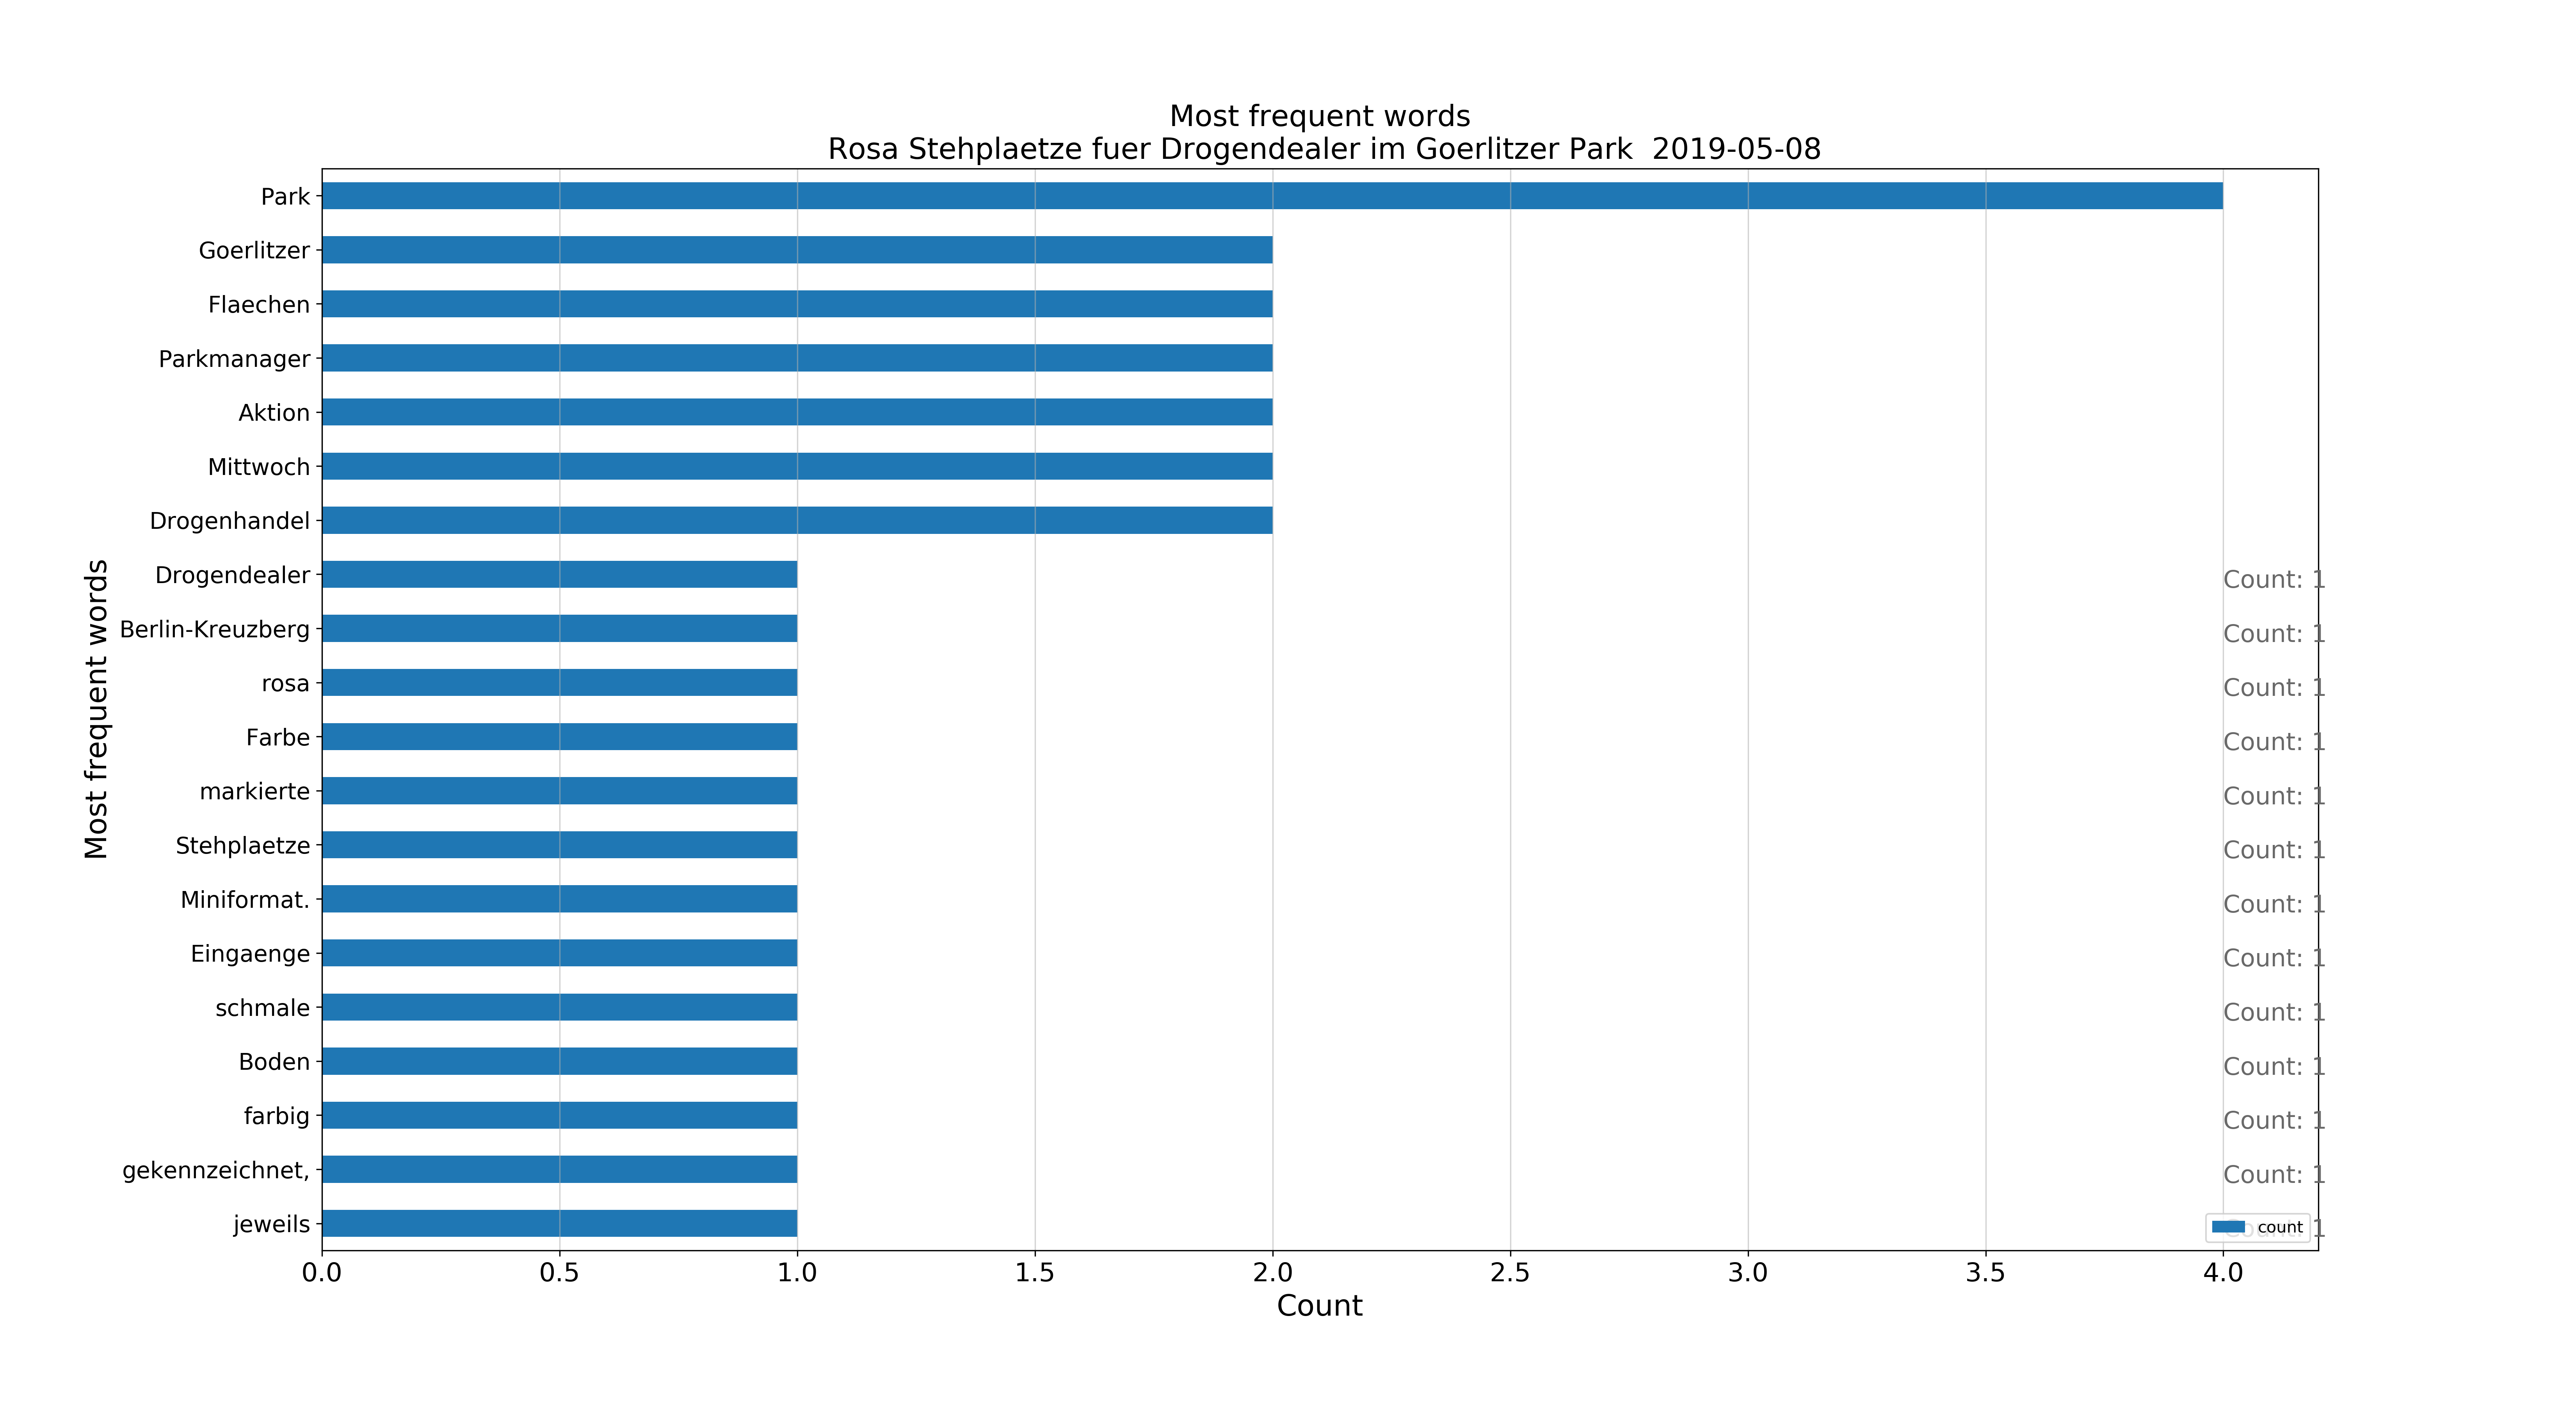 Most frequent words
Rosa Stehplaetze fuer Drogendealer im Goerlitzer Park  2019-05-08
Most frequent words
Park
Goerlitzer
Flaechen
Parkmanager
Aktion
Mittwoch
Drogenhandel
Drogendealer Count: 1
Berlin-Kreuzberg Count: 1
rosa Count: 1
Farbe Count: 1
markierte Count: 1
Stehplaetze Count: 1
Miniformat. Count: 1
Eingaenge Count: 1
schmale Count: 1
Boden Count: 1
farbig Count: 1
gekennzeichnet, Count: 1
jeweils Count: 1
count
0.0 0.5 1.0 1.5 2.0 2.5 3.0 3.5 4.0
Count